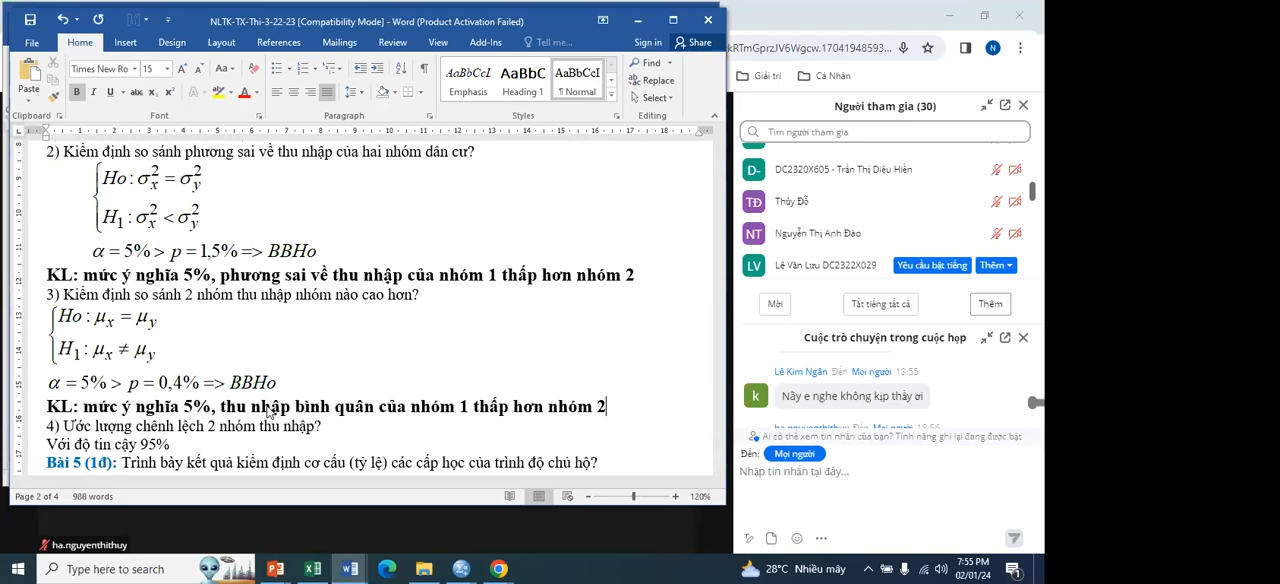 NLTK-TX-Thi-3-22-23 [Compatibility Mode] - Word (Product Activation Failed)
File Home Insert Design Layout References Mailings Review View Add-Ins Tell me... Sign in Share
Paste
Times New Ro 15
AaBbCcI AaBbC AaBbCcI
Emphasis Heading 1 ¶ Normal
Find
Replace
Select
Clipboard Font Paragraph Styles Editing
2) Kiểm định so sánh phương sai về thu nhập của hai nhóm dân cư?
Ho : σ²x = σ²y
H₁ : σ²x < σ²y
α = 5% > p = 1,5% => BBHo
KL: mức ý nghĩa 5%, phương sai về thu nhập của nhóm 1 thấp hơn nhóm 2
3) Kiểm định so sánh 2 nhóm thu nhập nhóm nào cao hơn?
Ho : μx = μy
H₁ : μx ≠ μy
α = 5% > p = 0,4% => BBHo
KL: mức ý nghĩa 5%, thu nhập bình quân của nhóm 1 thấp hơn nhóm 2
4) Ước lượng chênh lệch 2 nhóm thu nhập?
Với độ tin cậy 95%
Bài 5 (1đ): Trình bày kết quả kiểm định cơ cấu (tỷ lệ) các cấp học của trình độ chủ hộ?
Page 2 of 4 988 words 120%
ha.nguyenthithuy
kRTmGprzJV6Wgcw.17041948593...
N
Giải trí Cá Nhân
Người tham gia (30)
Tìm người tham gia
D- DC2320X605 - Trần Thị Diệu Hiền
TĐ Thủy Đỗ
NT Nguyễn Thị Anh Đào
LV Lê Văn Lưu DC2322X029 Yêu cầu bật tiếng Thêm
Mời Tắt tiếng tất cả Thêm
Cuộc trò chuyện trong cuộc họp
Lê Kim Ngân Đến Mọi người 13:55
k Nãy e nghe không kịp thầy ơi
ha.nguyenthithuy Đến Mọi người 18:56
Ai có thể xem tin nhắn của bạn? Tính năng ghi lại đang được bật
Đến: Mọi người
Nhập tin nhắn tại đây...
Type here to search
28°C Nhiều mây
7:55 PM
02/01/24